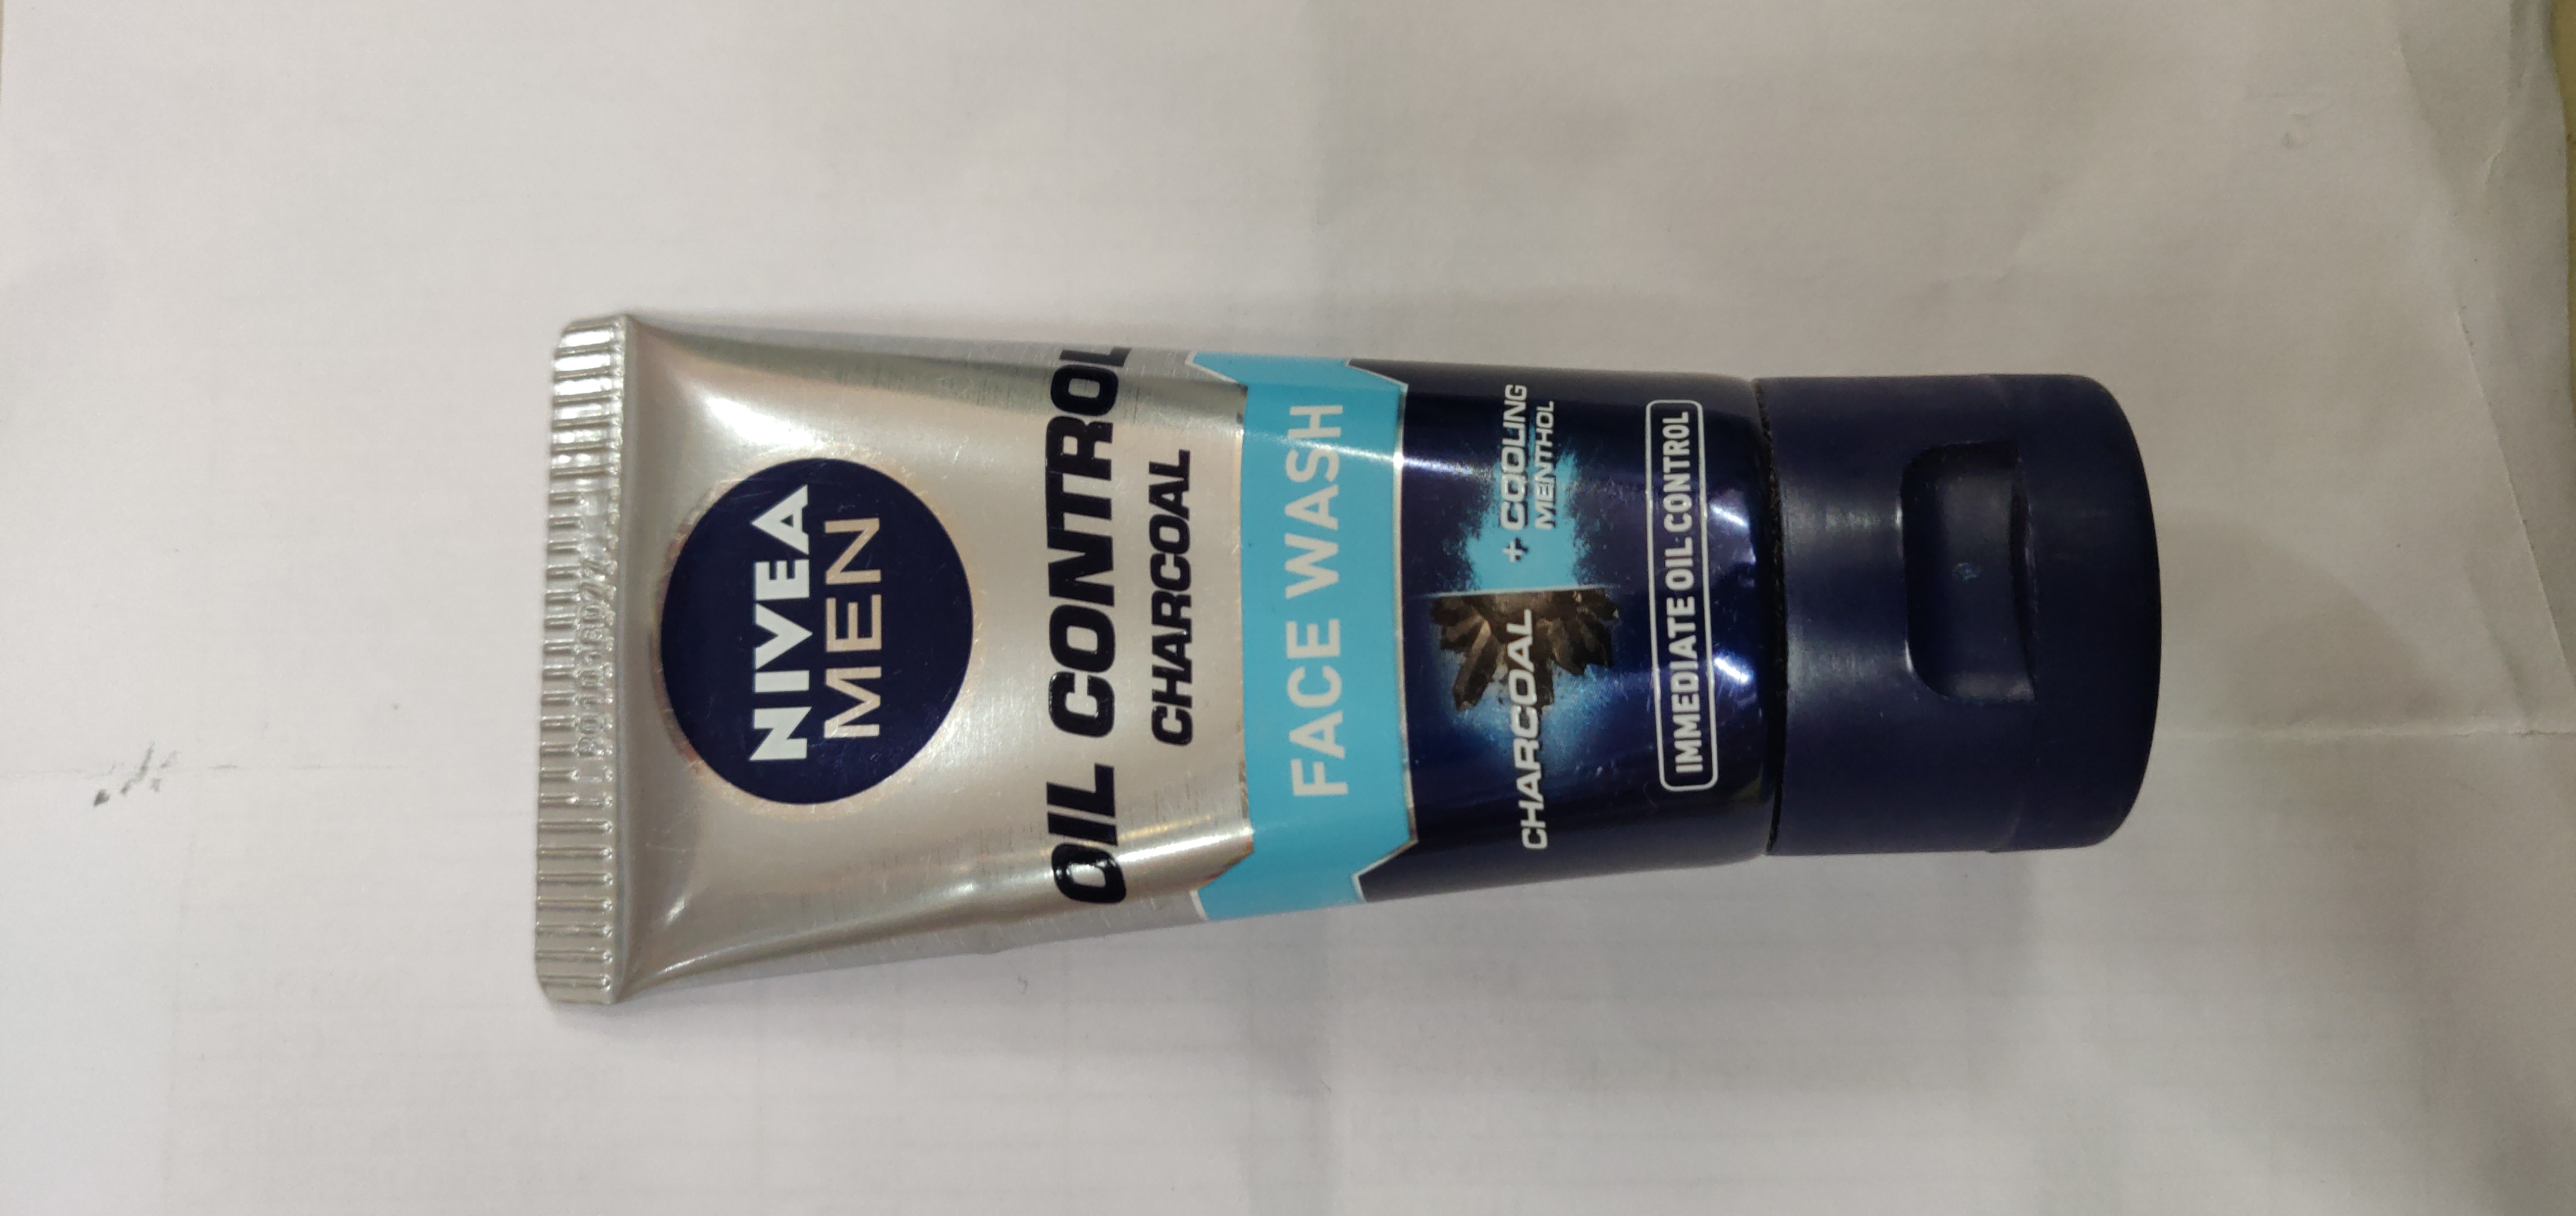 NIVEA
MEN
OIL CONTROL
CHARCOAL
FACE WASH
CHARCOAL
+ COOLING
MENTHOL
IMMEDIATE OIL CONTROL